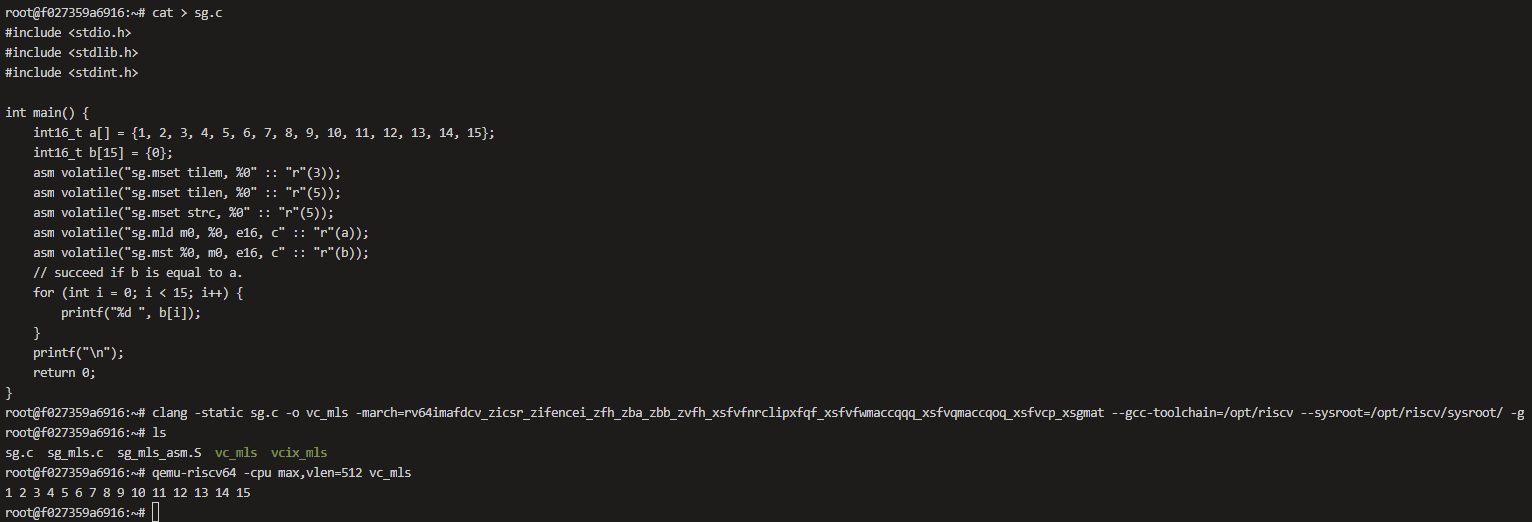 root@f027359a6916:~# cat > sg.c
#include <stdio.h>
#include <stdlib.h>
#include <stdint.h>

int main() {
    int16_t a[] = {1, 2, 3, 4, 5, 6, 7, 8, 9, 10, 11, 12, 13, 14, 15};
    int16_t b[15] = {0};
    asm volatile("sg.mset tilem, %0" :: "r"(3));
    asm volatile("sg.mset tilen, %0" :: "r"(5));
    asm volatile("sg.mset strc, %0" :: "r"(5));
    asm volatile("sg.mld m0, %0, e16, c" :: "r"(a));
    asm volatile("sg.mst %0, m0, e16, c" :: "r"(b));
    // succeed if b is equal to a.
    for (int i = 0; i < 15; i++) {
        printf("%d ", b[i]);
    }
    printf("\n");
    return 0;
}
root@f027359a6916:~# clang -static sg.c -o vc_mls -march=rv64imafdcv_zicsr_zifencei_zfh_zba_zbb_zvfh_xsfvfnrclipxfqf_xsfvfwmaccqqq_xsfvqmaccqoq_xsfvcp_xsgmat --gcc-toolchain=/opt/riscv --sysroot=/opt/riscv/sysroot/ -g
root@f027359a6916:~# ls
sg.c  sg_mls.c  sg_mls_asm.S  vc_mls  vcix_mls
root@f027359a6916:~# qemu-riscv64 -cpu max,vlen=512 vc_mls
1 2 3 4 5 6 7 8 9 10 11 12 13 14 15
root@f027359a6916:~#